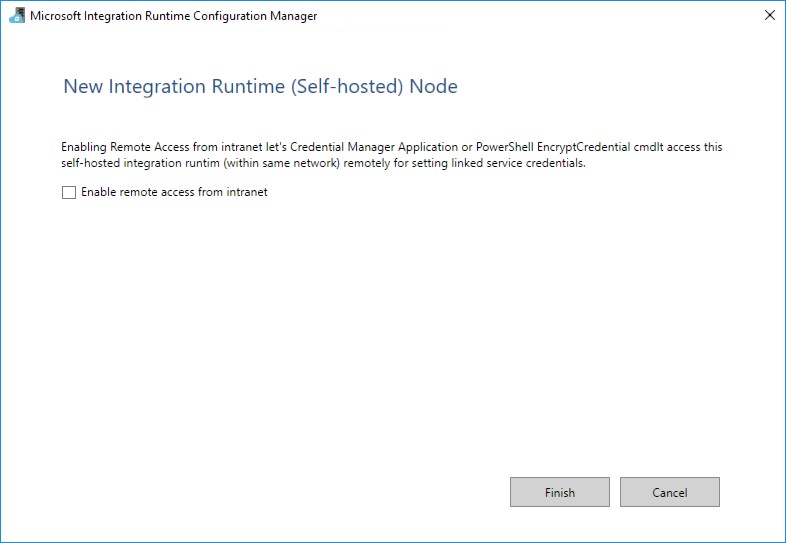 Microsoft Integration Runtime Configuration Manager
New Integration Runtime (Self-hosted) Node
Enabling Remote Access from intranet let's Credential Manager Application or PowerShell EncryptCredential cmdlt access this
self-hosted integration runtim (within same network) remotely for setting linked service credentials.
Enable remote access from intranet
Finish Cancel